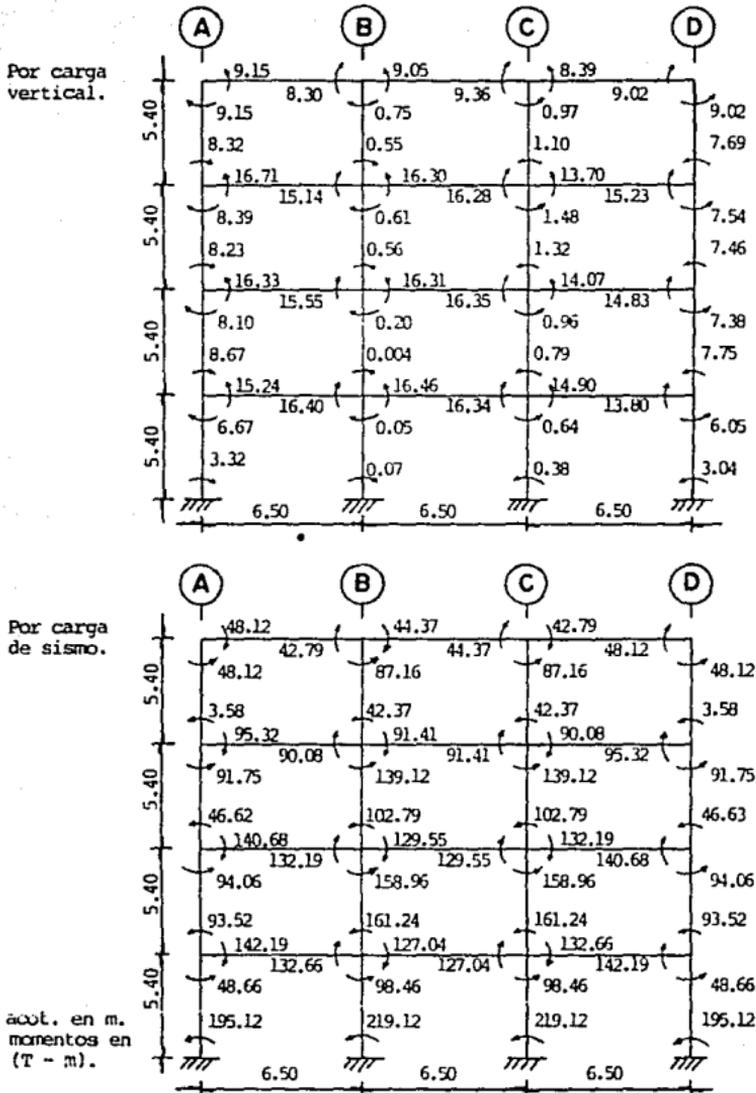 A B C D
Por carga
vertical.
9.15 9.05 8.39
8.30 9.36 9.02
9.15 0.75 0.97 9.02
5.40
8.32 0.55 1.10 7.69
16.71 16.30 13.70
15.14 16.28 15.23
8.39 0.61 1.48 7.54
5.40
8.23 0.56 1.32 7.46
16.33 16.31 14.07
15.55 16.35 14.83
8.10 0.20 0.96 7.38
5.40
8.67 0.004 0.79 7.75
15.24 16.46 14.90
16.40 16.34 13.80
6.67 0.05 0.64 6.05
5.40
3.32 0.07 0.38 3.04
6.50 6.50 6.50
A B C D
Por carga
de sismo.
48.12 44.37 42.79
42.79 44.37 48.12
48.12 87.16 87.16 48.12
5.40
3.58 42.37 42.37 3.58
95.32 91.41 90.08
90.08 91.41 95.32
91.75 139.12 139.12 91.75
5.40
46.62 102.79 102.79 46.63
140.68 129.55 132.19
132.19 129.55 140.68
94.06 158.96 158.96 94.06
5.40
93.52 161.24 161.24 93.52
142.19 127.04 132.66
132.66 127.04 142.19
48.66 98.46 98.46 48.66
5.40
195.12 219.12 219.12 195.12
acot. en m.
momentos en
(T - m).
6.50 6.50 6.50